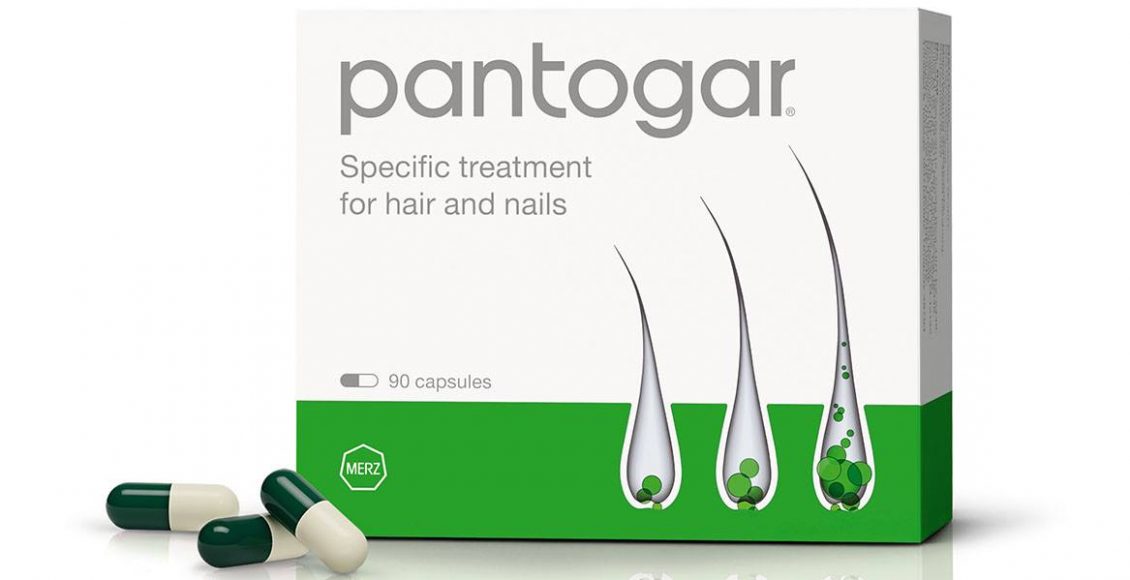 pantogar®
Specific treatment
for hair and nails
90 capsules
MERZ